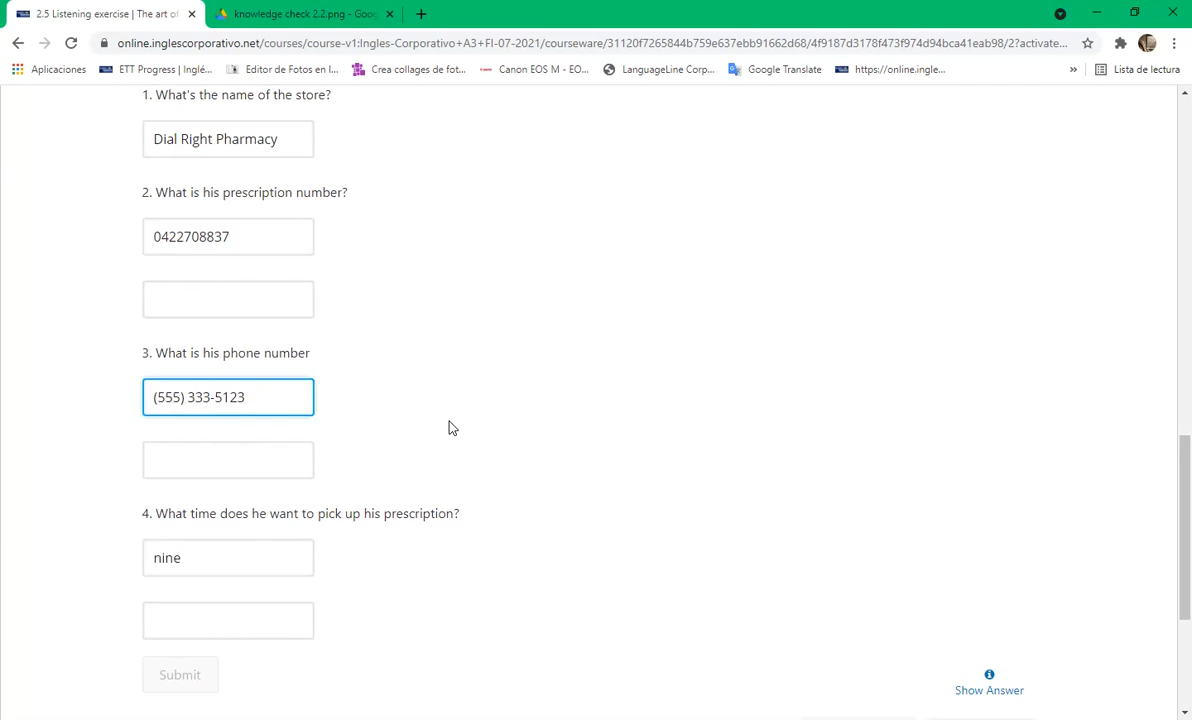 2.5 Listening exercise | The art of
knowledge check 2.2.png - Goog
online.inglescorporativo.net/courses/course-v1:Ingles-Corporativo+A3+FI-07-2021/courseware/31120f7265844b759e637ebb91662d68/4f9187d3178f473f974d94bca41eab98/2?activate...
Aplicaciones
ETT Progress | Inglé...
Editor de Fotos en l...
Crea collages de fot...
Canon EOS M - EO...
LanguageLine Corp...
Google Translate
https://online.ingle...
»
Lista de lectura
1. What's the name of the store?
Dial Right Pharmacy
2. What is his prescription number?
0422708837
3. What is his phone number
(555) 333-5123
4. What time does he want to pick up his prescription?
nine
Submit
Show Answer